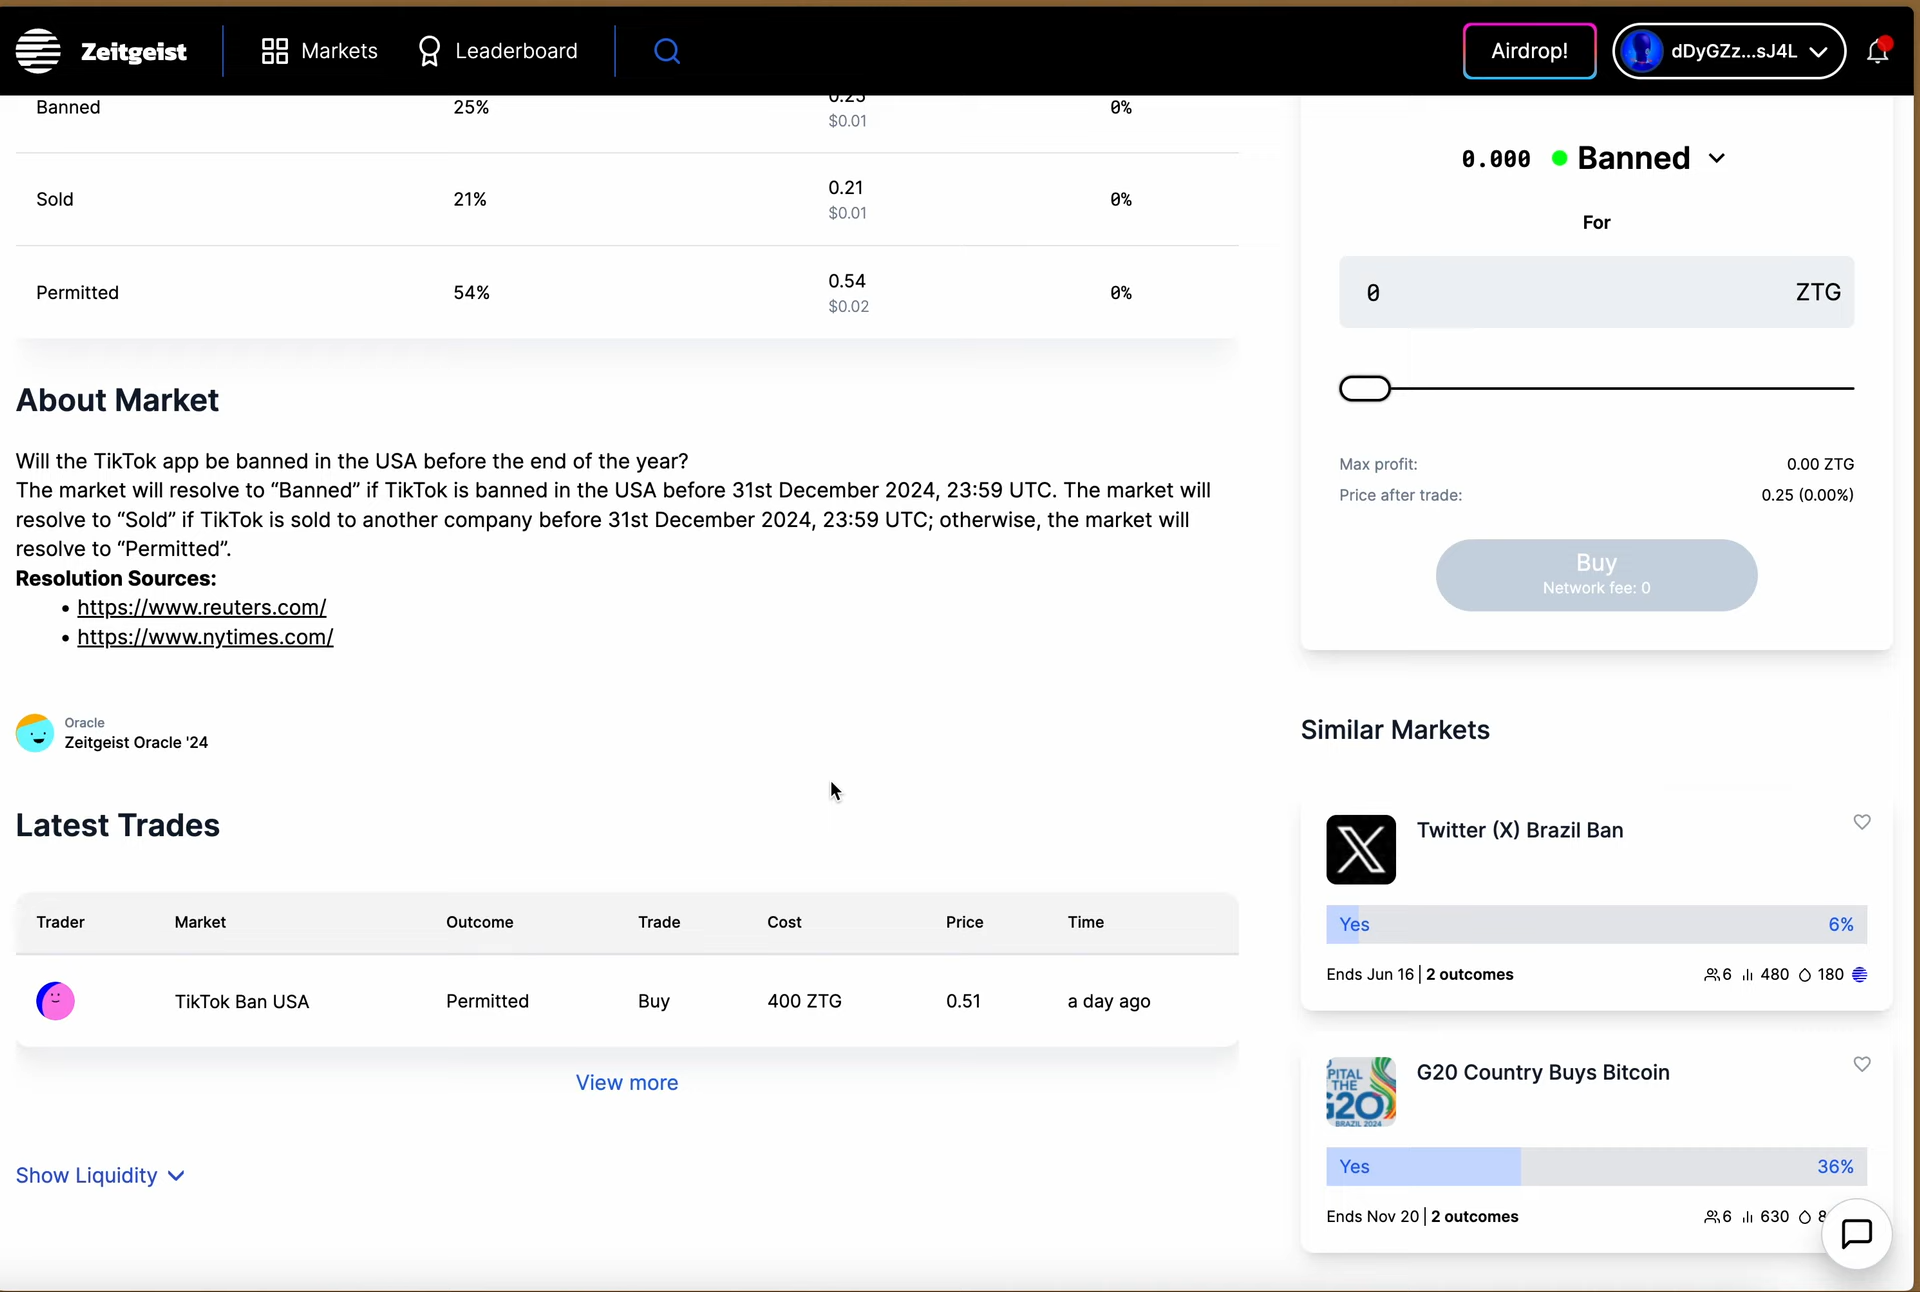 Zeitgeist
Markets
Leaderboard
Airdrop!
dDyGZz...sJ4L
Banned 25% 0.25 0%
$0.01
Sold 21% 0.21 0%
$0.01
Permitted 54% 0.54 0%
$0.02
About Market
Will the TikTok app be banned in the USA before the end of the year?
The market will resolve to “Banned” if TikTok is banned in the USA before 31st December 2024, 23:59 UTC. The market will
resolve to “Sold” if TikTok is sold to another company before 31st December 2024, 23:59 UTC; otherwise, the market will
resolve to “Permitted”.
Resolution Sources:
• https://www.reuters.com/
• https://www.nytimes.com/
Oracle
Zeitgeist Oracle '24
Latest Trades
Trader Market Outcome Trade Cost Price Time
TikTok Ban USA Permitted Buy 400 ZTG 0.51 a day ago
View more
Show Liquidity
0.000 Banned
For
0 ZTG
Max profit: 0.00 ZTG
Price after trade: 0.25 (0.00%)
Buy
Network fee: 0
Similar Markets
Twitter (X) Brazil Ban
Yes 6%
Ends Jun 16 | 2 outcomes 6 480 180
PITAL
THE
G20
BRAZIL 2024
G20 Country Buys Bitcoin
Yes 36%
Ends Nov 20 | 2 outcomes 6 630